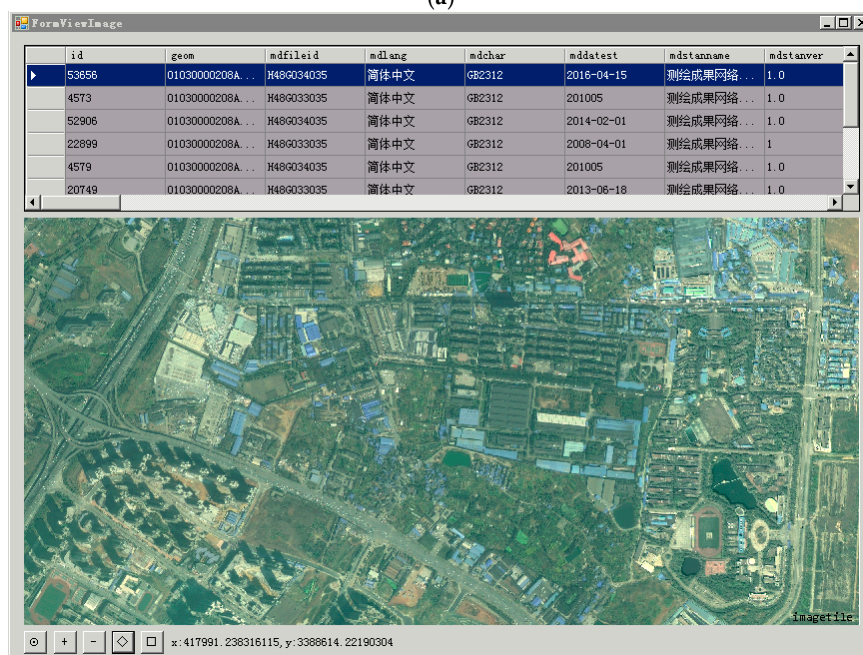 (a)
FormViewImage
id geom mdfileid mdlang mdchar mddatest mdstanname mdstanver
53656 01030000208A... H48G034035 简体中文 GB2312 2016-04-15 测绘成果网络... 1.0
4573 01030000208A... H48G033035 简体中文 GB2312 201005 测绘成果网络... 1.0
52906 01030000208A... H48G034035 简体中文 GB2312 2014-02-01 测绘成果网络... 1.0
22899 01030000208A... H48G033035 简体中文 GB2312 2008-04-01 测绘成果网络... 1
4579 01030000208A... H48G034035 简体中文 GB2312 201005 测绘成果网络... 1.0
20749 01030000208A... H48G033035 简体中文 GB2312 2013-06-18 测绘成果网络... 1.0
imagetile
x:417991.238316115, y:3388614.22190304